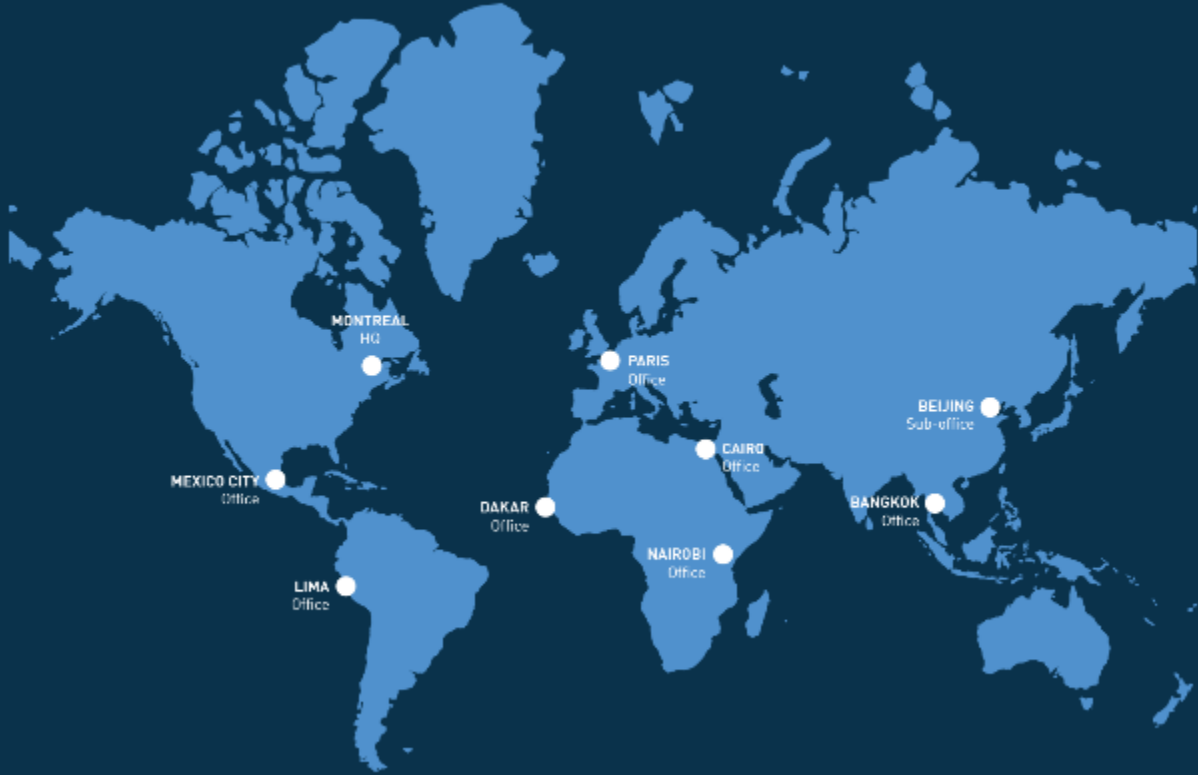 MONTREAL
HQ
PARIS
Office
BEIJING
Sub-office
CAIRO
Office
MEXICO CITY
Office
DAKAR
Office
BANGKOK
Office
NAIROBI
Office
LIMA
Office